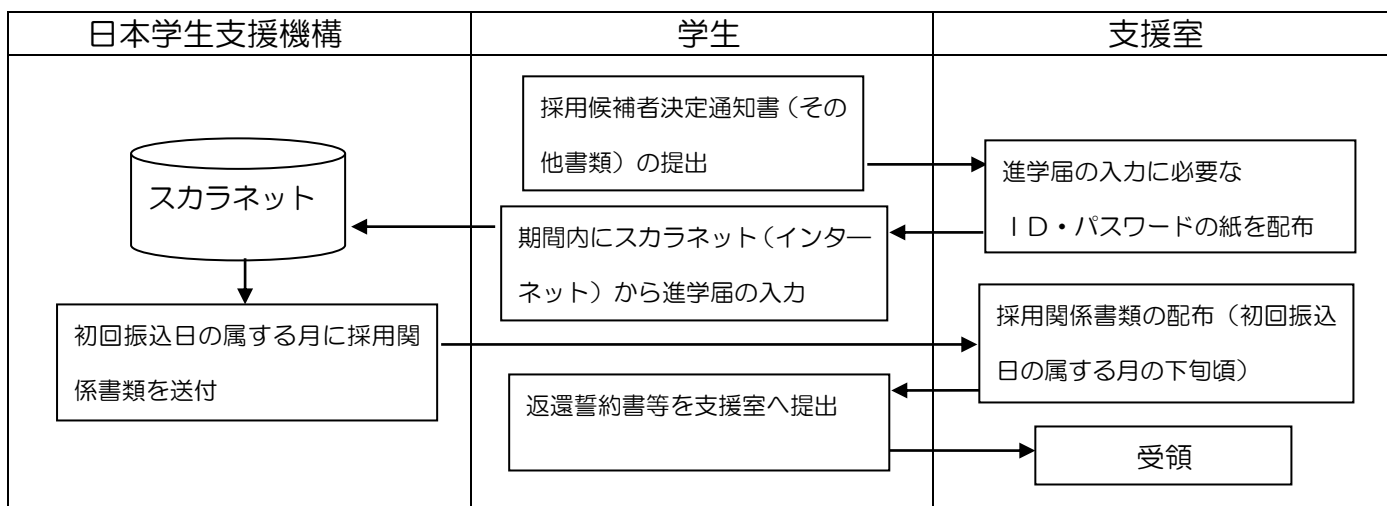 日本学生支援機構
学生
支援室
採用候補者決定通知書(その
他書類)の提出
進学届の入力に必要な
ID・パスワードの紙を配布
スカラネット
期間内にスカラネット(インター
ネット)から進学届の入力
初回振込日の属する月に採用関
係書類を送付
採用関係書類の配布(初回振込
日の属する月の下旬頃)
返還誓約書等を支援室へ提出
受領